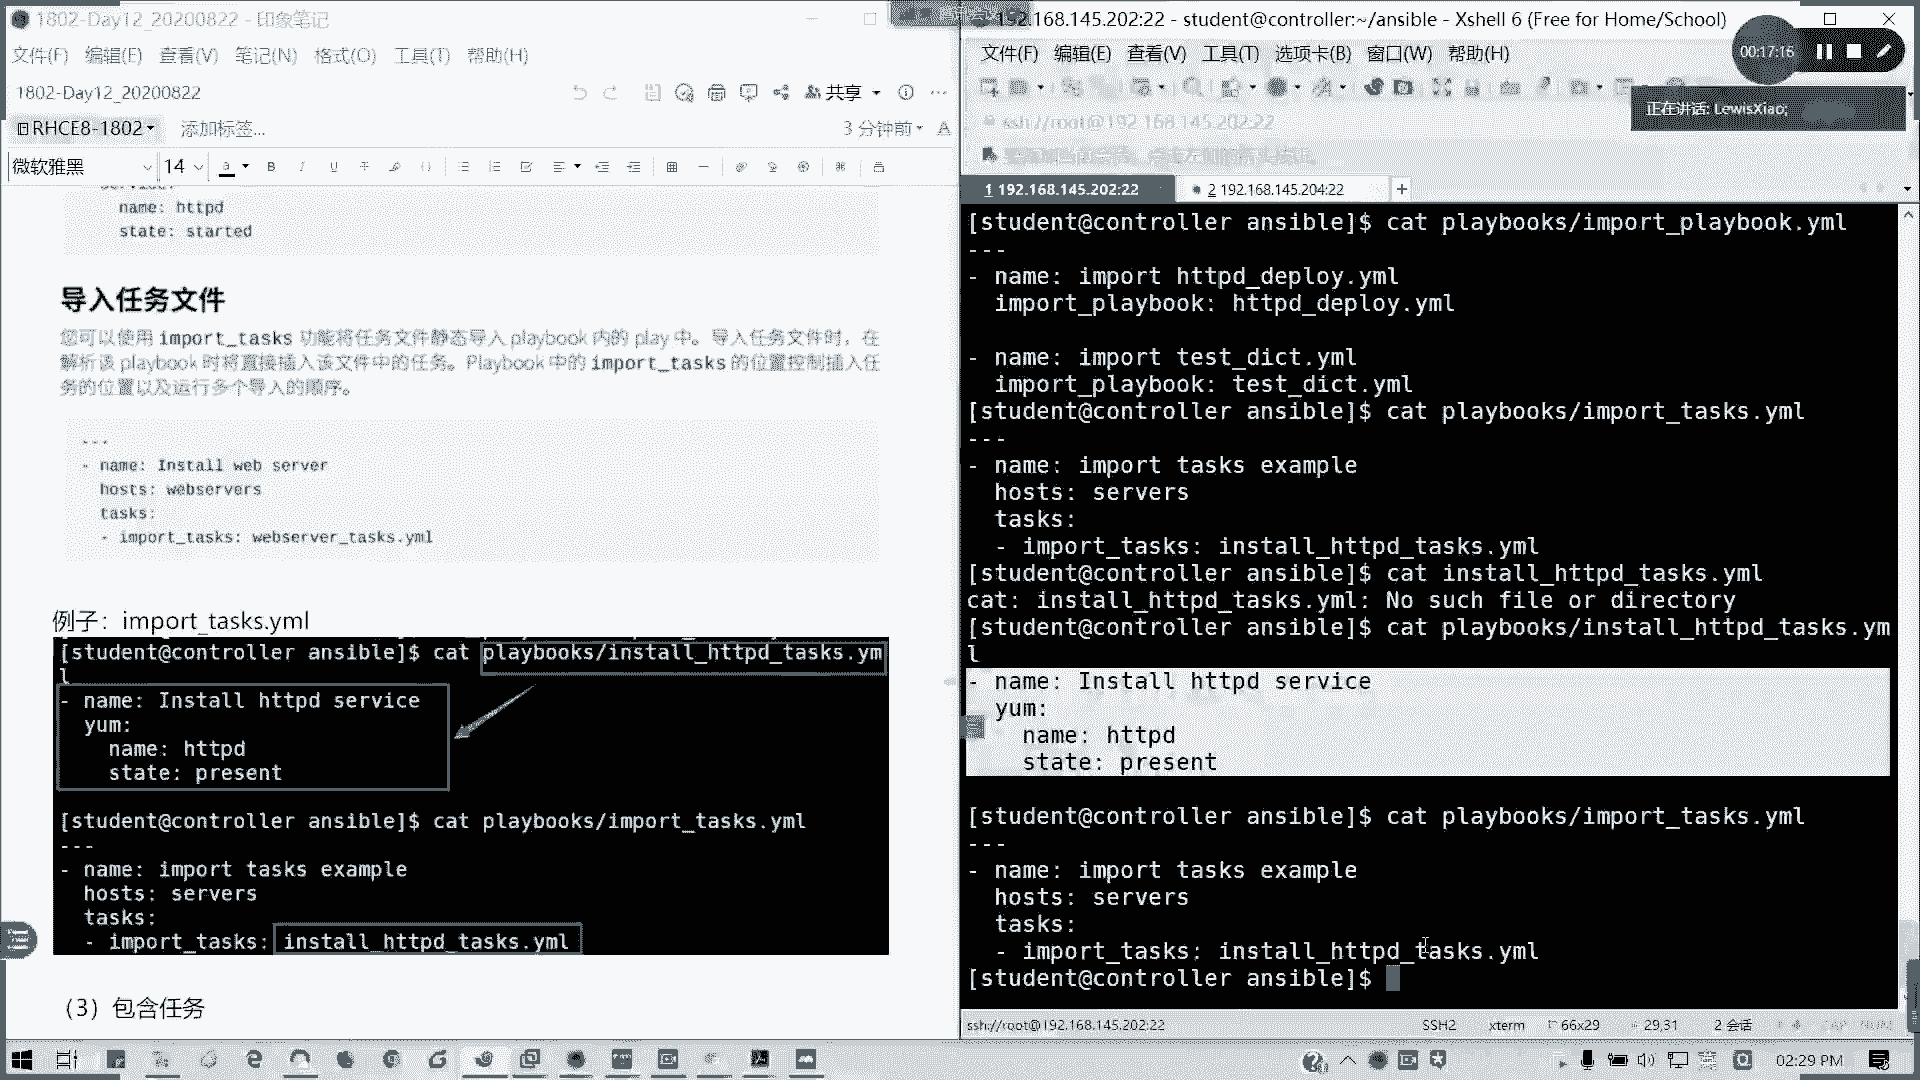 1802-Day12_20200822 - 印象笔记
文件(F) 编辑(E) 查看(V) 笔记(N) 格式(O) 工具(T) 帮助(H)
1802-Day12_20200822
共享
RHCE8-1802
添加标签...
3 分钟前
微软雅黑
14
name: httpd
state: started
导入任务文件
您可以使用 import_tasks 功能将任务文件静态导入 playbook 内的 play 中。导入任务文件时，在
解析该 playbook 时将直接插入该文件中的任务。Playbook 中的 import_tasks 的位置控制插入任
务的位置以及运行多个导入的顺序。
---
- name: Install web server
hosts: webservers
tasks:
- import_tasks: webserver_tasks.yml
例子：import_tasks.yml
[student@controller ansible]$ cat playbooks/install_httpd_tasks.ym
l
- name: Install httpd service
yum:
name: httpd
state: present
[student@controller ansible]$ cat playbooks/import_tasks.yml
---
- name: import tasks example
hosts: servers
tasks:
- import_tasks: install_httpd_tasks.yml
（3）包含任务
192.168.145.202:22 - student@controller:~/ansible - Xshell 6 (Free for Home/School)
文件(F) 编辑(E) 查看(V) 工具(T) 选项卡(B) 窗口(W) 帮助(H)
00:17:16
正在讲话: LewisXiao;
ssh://root@192.168.145.202:22
1 192.168.145.202:22
2 192.168.145.204:22
[student@controller ansible]$ cat playbooks/import_playbook.yml
---
- name: import httpd_deploy.yml
import_playbook: httpd_deploy.yml
- name: import test_dict.yml
import_playbook: test_dict.yml
[student@controller ansible]$ cat playbooks/import_tasks.yml
---
- name: import tasks example
hosts: servers
tasks:
- import_tasks: install_httpd_tasks.yml
[student@controller ansible]$ cat install_httpd_tasks.yml
cat: install_httpd_tasks.yml: No such file or directory
[student@controller ansible]$ cat playbooks/install_httpd_tasks.ym
l
- name: Install httpd service
yum:
name: httpd
state: present
[student@controller ansible]$ cat playbooks/import_tasks.yml
---
- name: import tasks example
hosts: servers
tasks:
- import_tasks: install_httpd_tasks.yml
[student@controller ansible]$
ssh://root@192.168.145.202:22
SSH2
xterm
66x29
29,31
2 会话
CAP NUM
02:29 PM